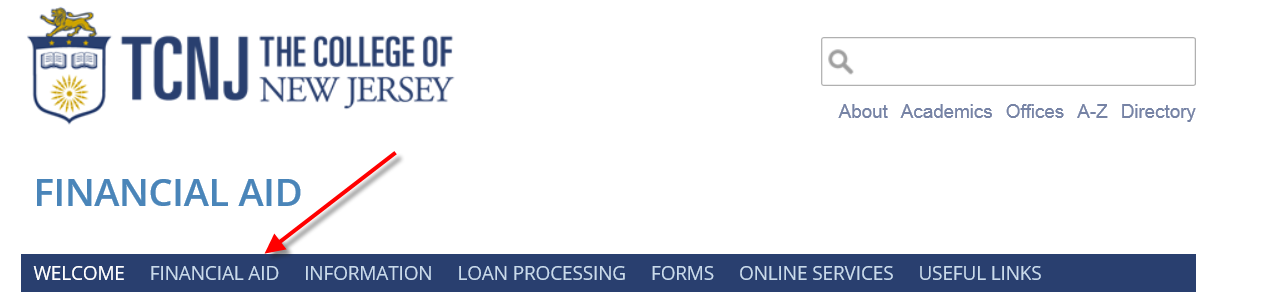 TCNJ THE COLLEGE OF
NEW JERSEY
About Academics Offices A-Z Directory
FINANCIAL AID
WELCOME FINANCIAL AID INFORMATION LOAN PROCESSING FORMS ONLINE SERVICES USEFUL LINKS